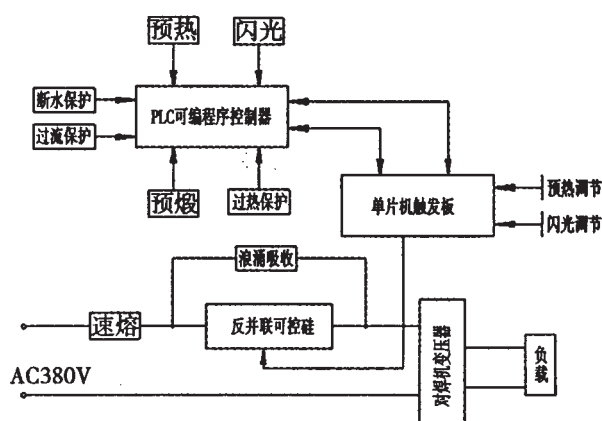 预热
闪光
断水保护
PLC可编程序控制器
过流保护
预煅
过热保护
单片机触发板
预热调节
闪光调节
浪涌吸收
速熔
反并联可控硅
对焊机变压器
负载
AC380V